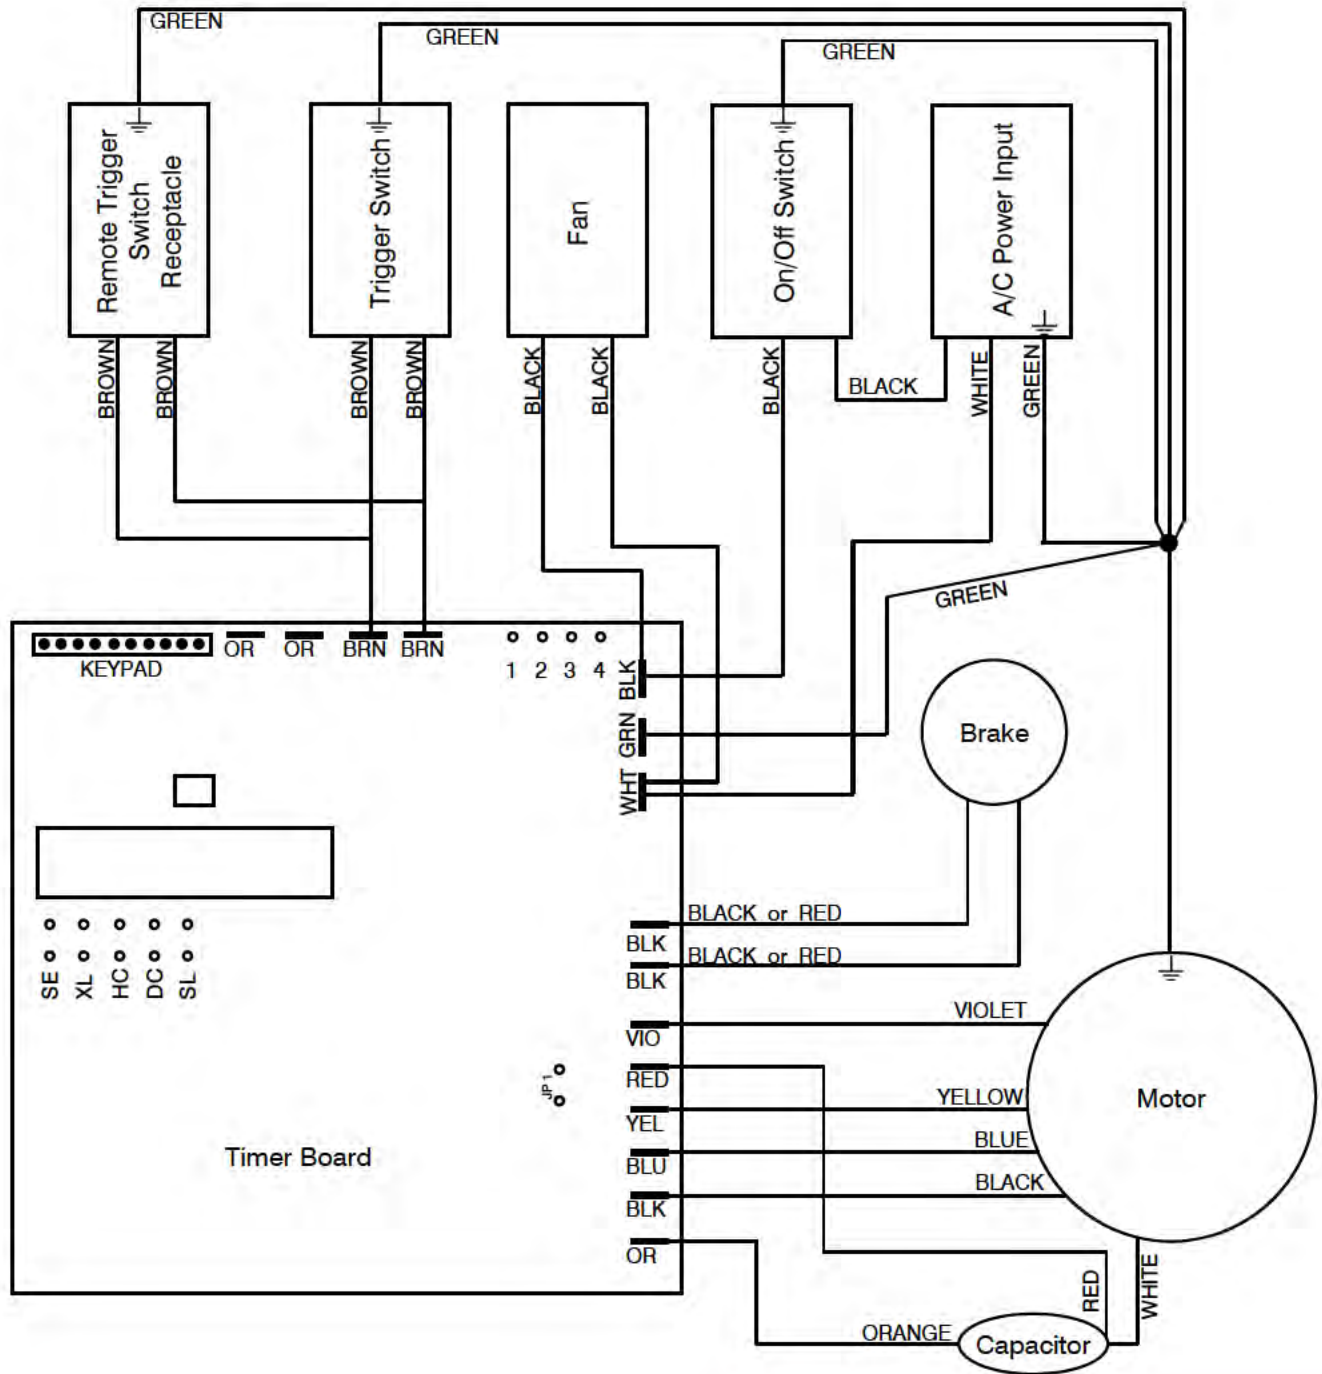 GREEN
GREEN
GREEN
Remote Trigger
Switch
Receptacle
Trigger Switch
Fan
On/Off Switch
A/C Power Input
BROWN
BROWN
BROWN
BROWN
BLACK
BLACK
BLACK
BLACK
WHITE
GREEN
GREEN
KEYPAD
OR
OR
BRN
BRN
1 2 3 4
BLK
GRN
WHT
Brake
BLACK or RED
BLK
BLACK or RED
BLK
SE
XL
HC
DC
SL
VIOLET
VIO
JP1
RED
YELLOW
YEL
Motor
BLUE
BLU
Timer Board
BLACK
BLK
OR
RED
WHITE
ORANGE
Capacitor